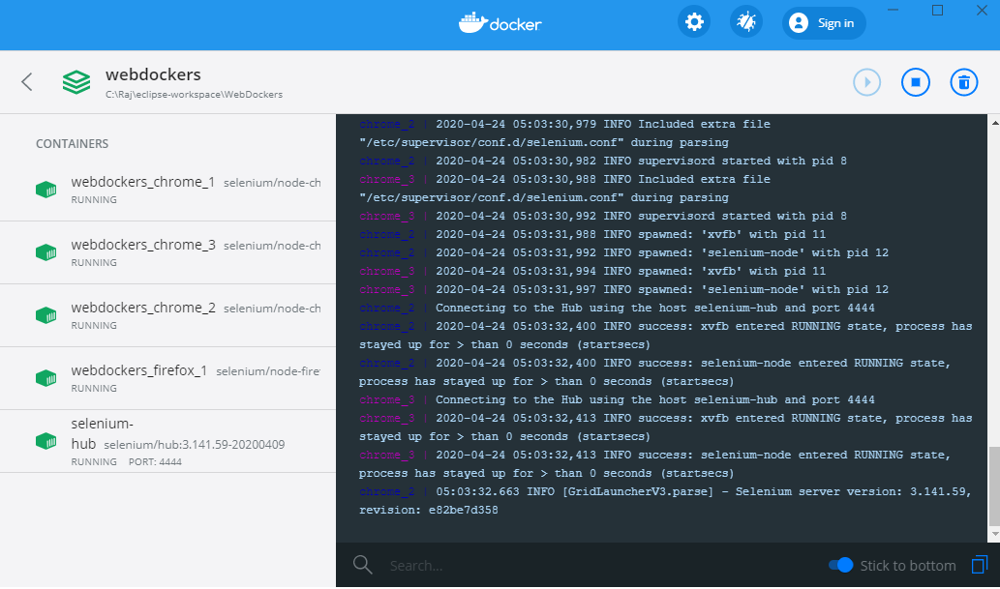 docker
Sign in
webdockers
C:\Raj\eclipse-workspace\WebDockers
CONTAINERS
webdockers_chrome_1 selenium/node-ch
RUNNING
webdockers_chrome_3 selenium/node-ch
RUNNING
webdockers_chrome_2 selenium/node-ch
RUNNING
webdockers_firefox_1 selenium/node-fire
RUNNING
selenium-
hub selenium/hub:3.141.59-20200409
RUNNING PORT: 4444
chrome_2 | 2020-04-24 05:03:30,979 INFO Included extra file
"/etc/supervisor/conf.d/selenium.conf" during parsing
chrome_2 | 2020-04-24 05:03:30,982 INFO supervisord started with pid 8
chrome_3 | 2020-04-24 05:03:30,988 INFO Included extra file
"/etc/supervisor/conf.d/selenium.conf" during parsing
chrome_3 | 2020-04-24 05:03:30,992 INFO supervisord started with pid 8
chrome_2 | 2020-04-24 05:03:31,988 INFO spawned: 'xvfb' with pid 11
chrome_2 | 2020-04-24 05:03:31,992 INFO spawned: 'selenium-node' with pid 12
chrome_3 | 2020-04-24 05:03:31,994 INFO spawned: 'xvfb' with pid 11
chrome_3 | 2020-04-24 05:03:31,997 INFO spawned: 'selenium-node' with pid 12
chrome_2 | Connecting to the Hub using the host selenium-hub and port 4444
chrome_2 | 2020-04-24 05:03:32,400 INFO success: xvfb entered RUNNING state, process has
stayed up for > than 0 seconds (startsecs)
chrome_2 | 2020-04-24 05:03:32,400 INFO success: selenium-node entered RUNNING state,
process has stayed up for > than 0 seconds (startsecs)
chrome_3 | Connecting to the Hub using the host selenium-hub and port 4444
chrome_3 | 2020-04-24 05:03:32,413 INFO success: xvfb entered RUNNING state, process has
stayed up for > than 0 seconds (startsecs)
chrome_3 | 2020-04-24 05:03:32,413 INFO success: selenium-node entered RUNNING state,
process has stayed up for > than 0 seconds (startsecs)
chrome_2 | 05:03:32.663 INFO [GridLauncherV3.parse] - Selenium server version: 3.141.59,
revision: e82be7d358
Search...
Stick to bottom